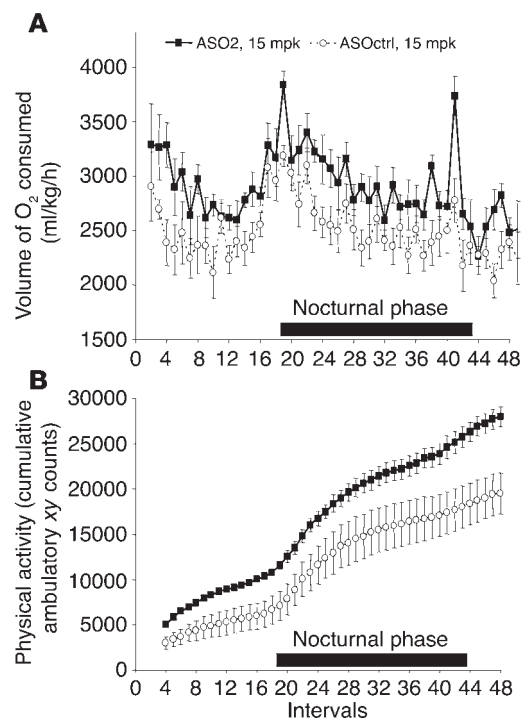 A
ASO2, 15 mpk
ASOctrl, 15 mpk
Volume of O2 consumed
(ml/kg/h)
4000
3500
3000
2500
2000
1500
Nocturnal phase
0 4 8 12 16 20 24 28 32 36 40 44 48
B
Physical activity (cumulative
ambulatory xy counts)
30000
25000
20000
15000
10000
5000
0
Nocturnal phase
0 4 8 12 16 20 24 28 32 36 40 44 48
Intervals